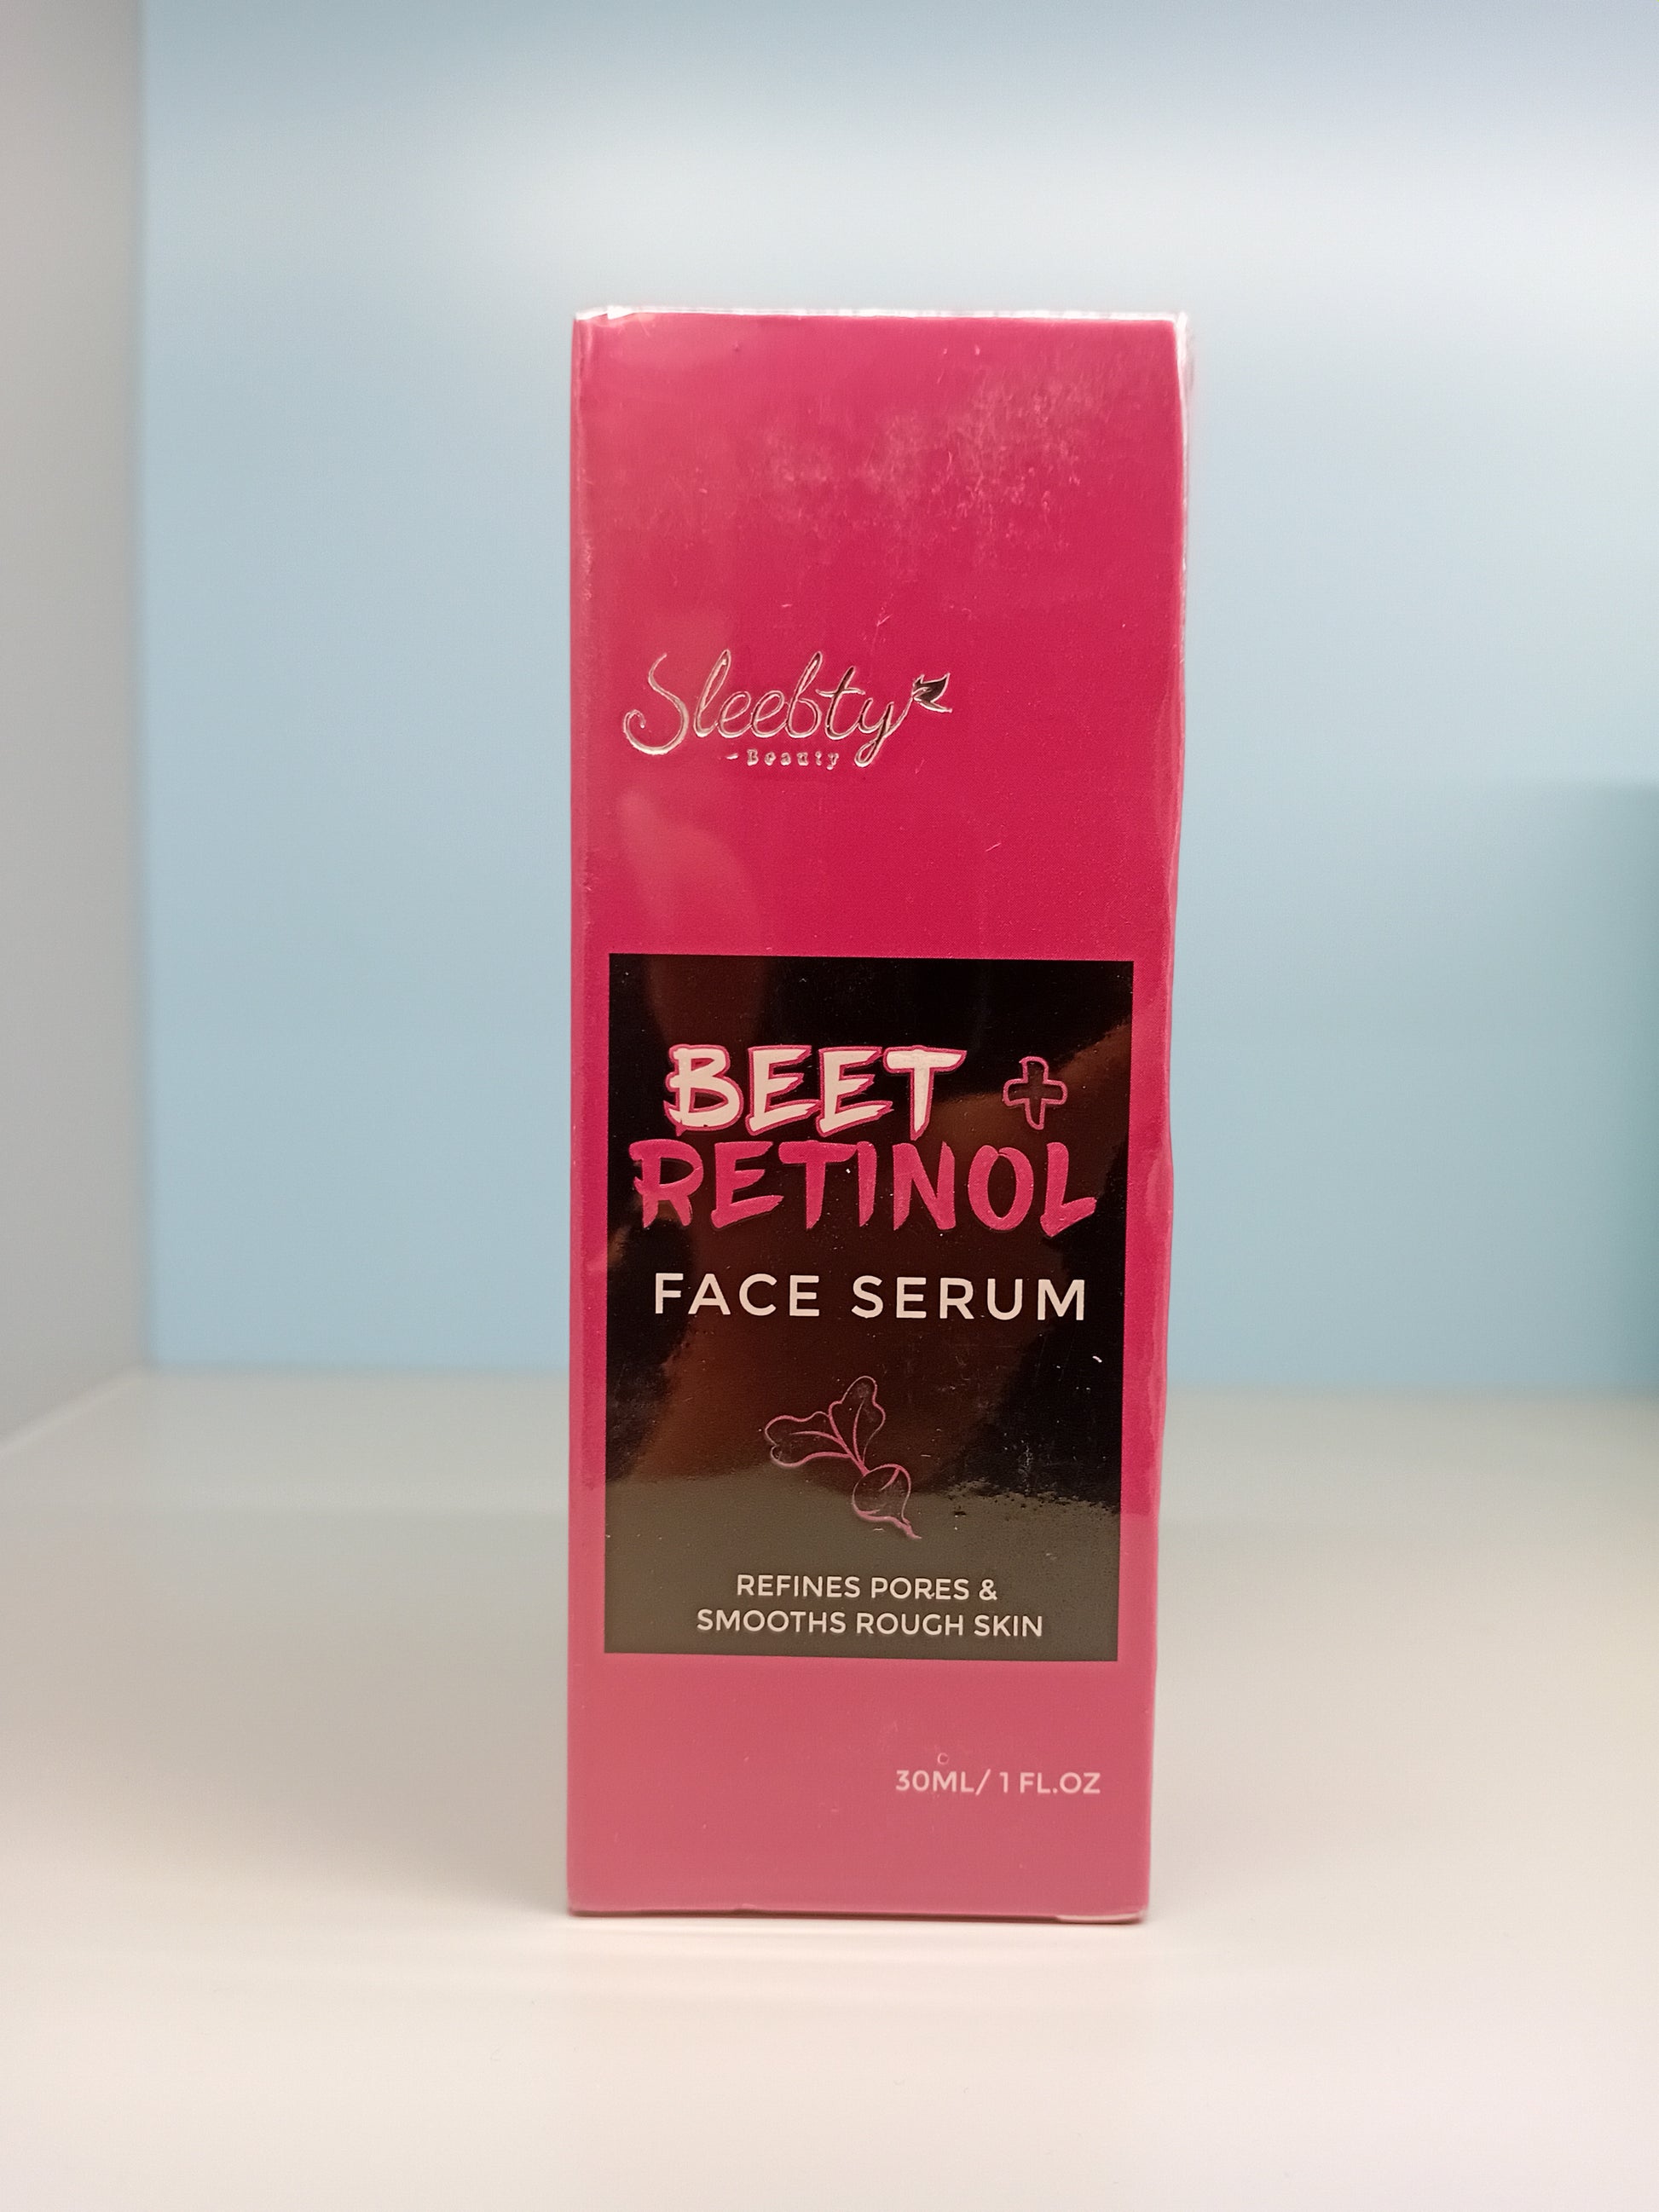 Sleebty
-Beauty
BEET +
RETINOL
FACE SERUM
REFINES PORES &
SMOOTHS ROUGH SKIN
30ML/ 1 FL.OZ